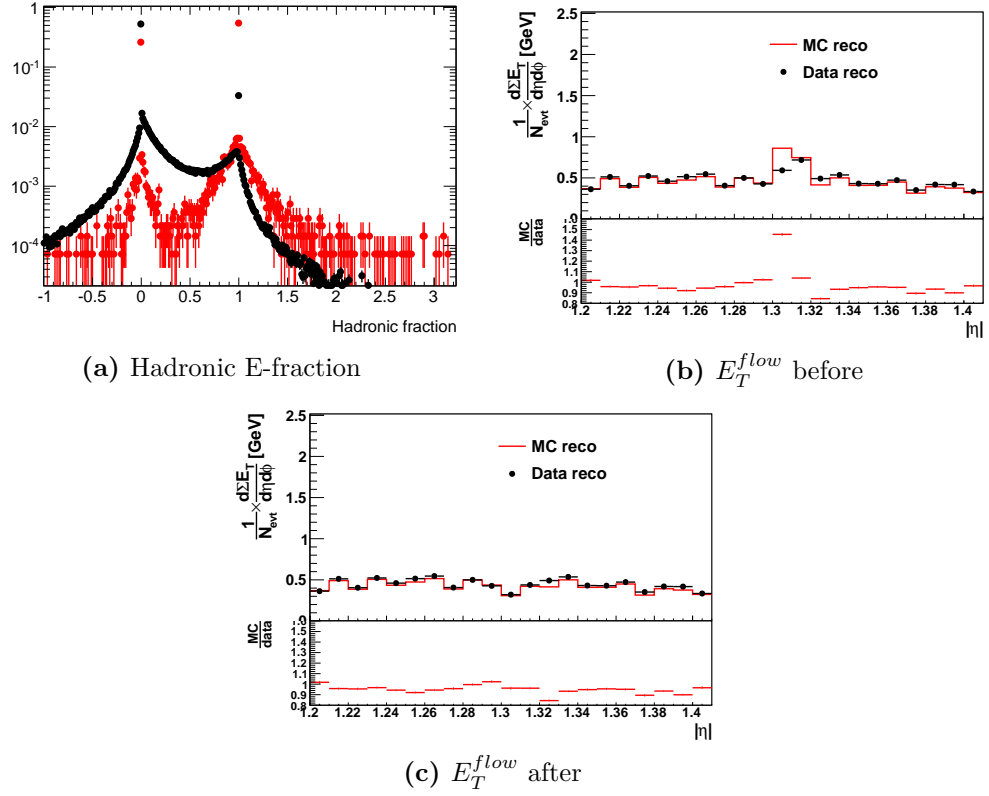 1
10⁻¹
10⁻²
10⁻³
10⁻⁴
-1 -0.5 0 0.5 1 1.5 2 2.5 3
Hadronic fraction
(a) Hadronic E-fraction
1/N_evt × dΣE_T/dηdϕ [GeV]
2.5
2
1.5
1
0.5
0
MC reco
Data reco
MC/data
1.6
1.5
1.4
1.3
1.2
1.1
1
0.9
0.8
1.2 1.22 1.24 1.26 1.28 1.3 1.32 1.34 1.36 1.38 1.4
|η|
(b) E_T^{flow} before
1/N_evt × dΣE_T/dηdϕ [GeV]
2.5
2
1.5
1
0.5
0
MC reco
Data reco
MC/data
1.6
1.5
1.4
1.3
1.2
1.1
1
0.9
0.8
1.2 1.22 1.24 1.26 1.28 1.3 1.32 1.34 1.36 1.38 1.4
|η|
(c) E_T^{flow} after